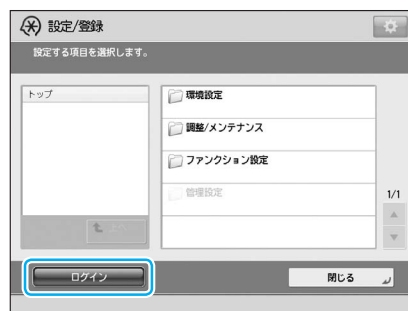 設定/登録
設定する項目を選択します。
トップ
環境設定
調整/メンテナンス
ファンクション設定
管理設定
1/1
ログイン
閉じる